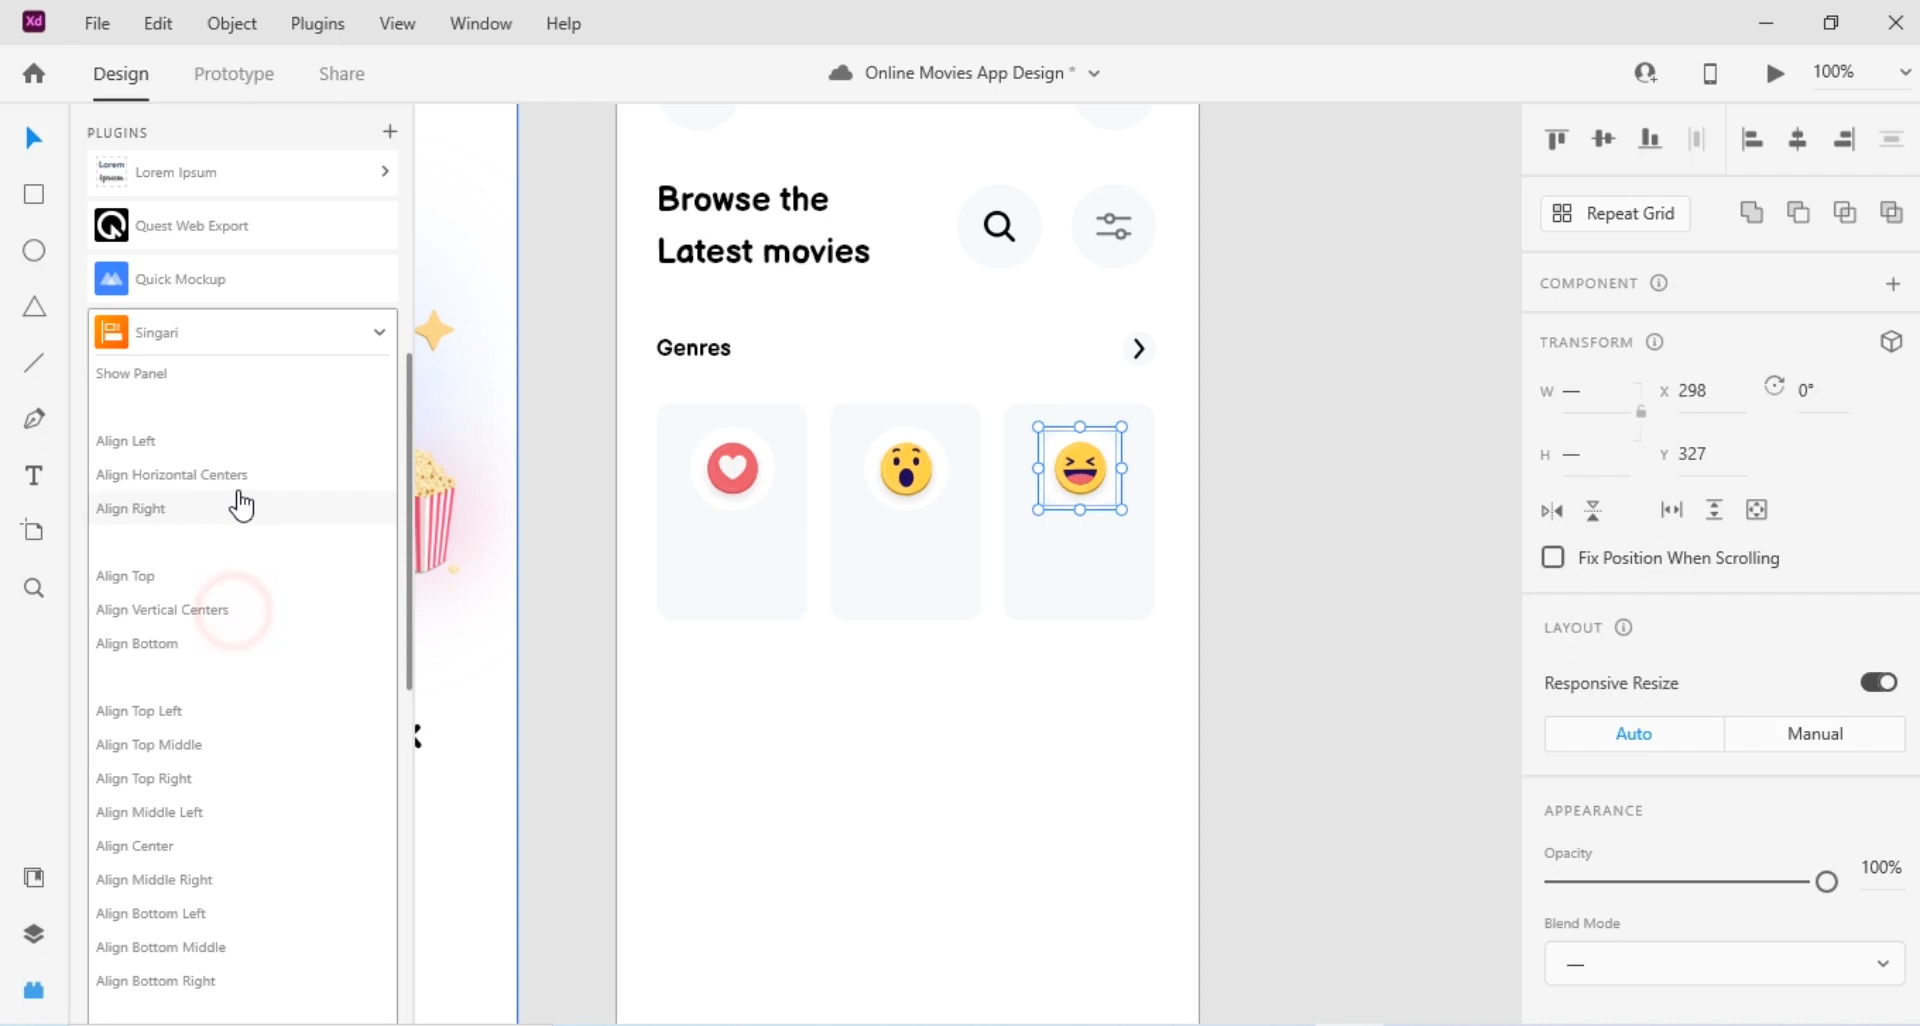 Xd File Edit Object Plugins View Window Help
Design Prototype Share Online Movies App Design * 100%
PLUGINS +
Lorem Ipsum Lorem Ipsum
Quest Web Export
Quick Mockup
Singari
Show Panel
Align Left
Align Horizontal Centers
Align Right
Align Top
Align Vertical Centers
Align Bottom
Align Top Left
Align Top Middle
Align Top Right
Align Middle Left
Align Center
Align Middle Right
Align Bottom Left
Align Bottom Middle
Align Bottom Right
Browse the
Latest movies
Genres
Repeat Grid
COMPONENT
TRANSFORM
W — X 298 0°
H — Y 327
Fix Position When Scrolling
LAYOUT
Responsive Resize
Auto Manual
APPEARANCE
Opacity
100%
Blend Mode
—